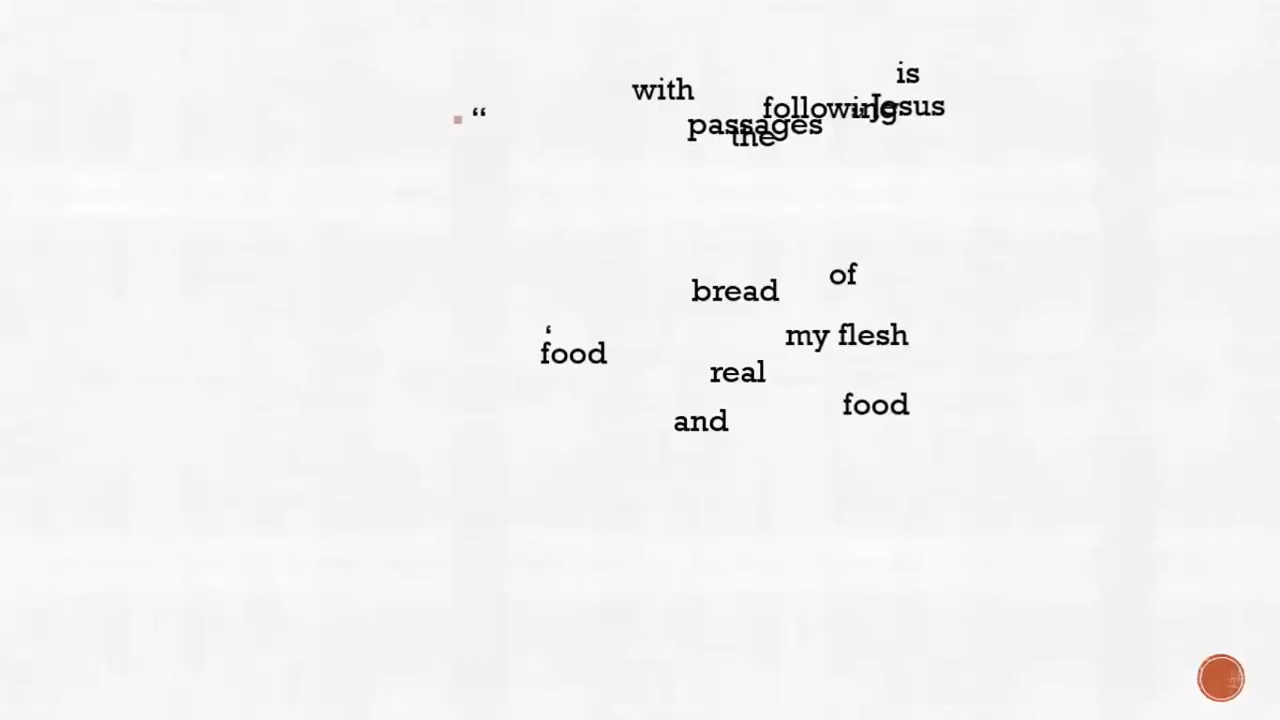 is
with
“ following „ Jesus
passages
the
of
bread
‘ my flesh
food
real
food
and